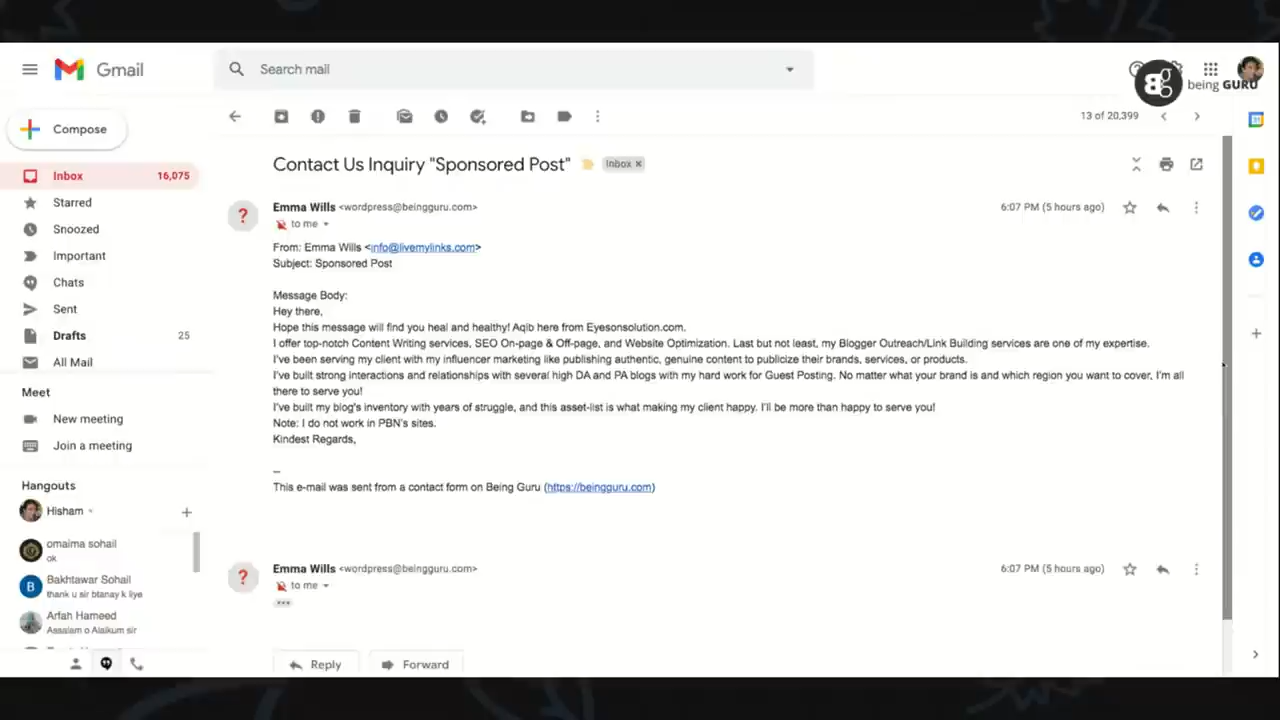 Gmail
Search mail
being GURU
Compose
13 of 20,399
Inbox 16,075
Starred
Snoozed
Important
Chats
Sent
Drafts 25
All Mail
Meet
New meeting
Join a meeting
Hangouts
Hisham
omaima sohail
ok
Bakhtawar Sohail
thank u sir btanay k liye
Arfah Hameed
Assalam o Alaikum sir
Contact Us Inquiry "Sponsored Post" Inbox x
Emma Wills <wordpress@beingguru.com> 6:07 PM (5 hours ago)
to me
From: Emma Wills <info@livemylinks.com>
Subject: Sponsored Post
Message Body:
Hey there,
Hope this message will find you heal and healthy! Aqib here from Eyesonsolution.com.
I offer top-notch Content Writing services, SEO On-page & Off-page, and Website Optimization. Last but not least, my Blogger Outreach/Link Building services are one of my expertise.
I've been serving my client with my influencer marketing like publishing authentic, genuine content to publicize their brands, services, or products.
I've built strong interactions and relationships with several high DA and PA blogs with my hard work for Guest Posting. No matter what your brand is and which region you want to cover, I'm all
there to serve you!
I've built my blog's inventory with years of struggle, and this asset-list is what making my client happy. I'll be more than happy to serve you!
Note: I do not work in PBN's sites.
Kindest Regards,
--
This e-mail was sent from a contact form on Being Guru (https://beingguru.com)
Emma Wills <wordpress@beingguru.com> 6:07 PM (5 hours ago)
to me
Reply Forward